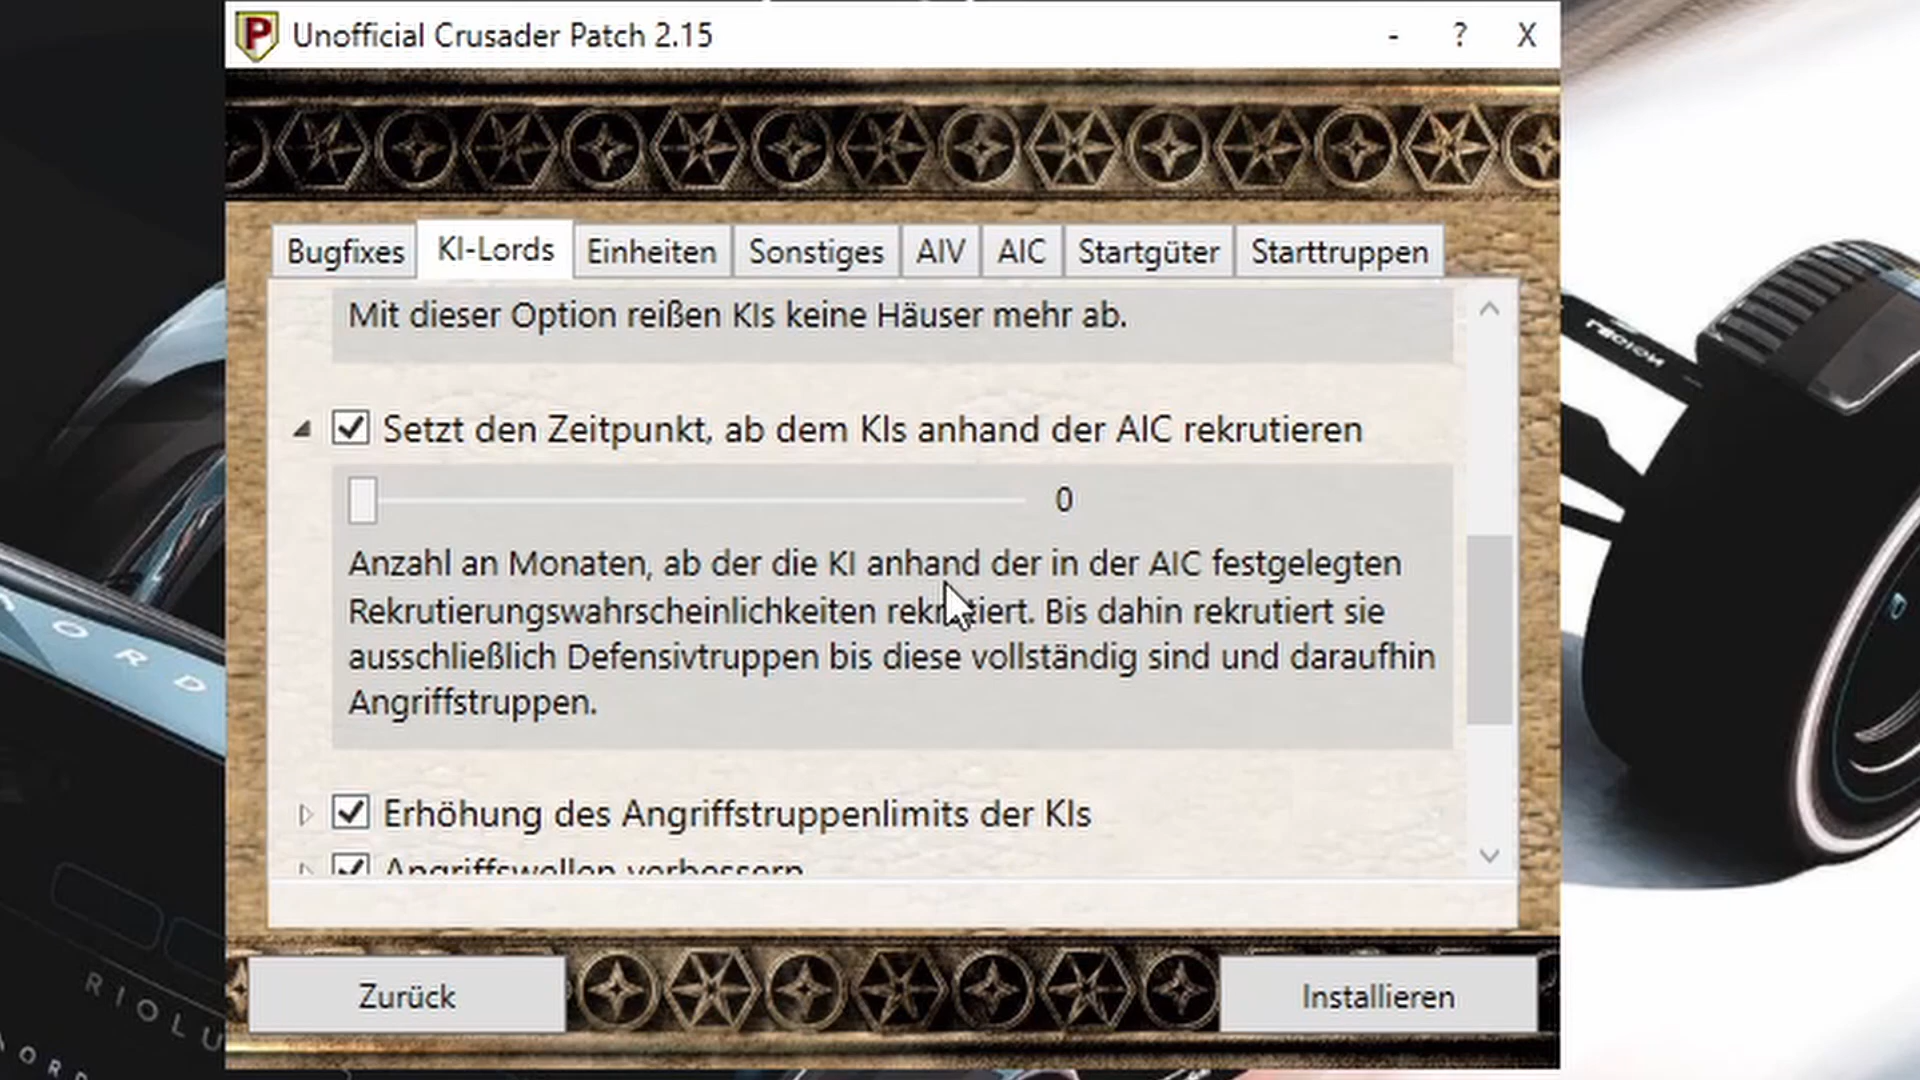 Unofficial Crusader Patch 2.15
- ? X
Bugfixes KI-Lords Einheiten Sonstiges AIV AIC Startgüter Starttruppen
Mit dieser Option reißen KIs keine Häuser mehr ab.
Setzt den Zeitpunkt, ab dem KIs anhand der AIC rekrutieren
0
Anzahl an Monaten, ab der die KI anhand der in der AIC festgelegten
Rekrutierungswahrscheinlichkeiten rekrutiert. Bis dahin rekrutiert sie
ausschließlich Defensivtruppen bis diese vollständig sind und daraufhin
Angriffstruppen.
Erhöhung des Angriffstruppenlimits der KIs
Angriffswellen verbessern
Zurück
Installieren